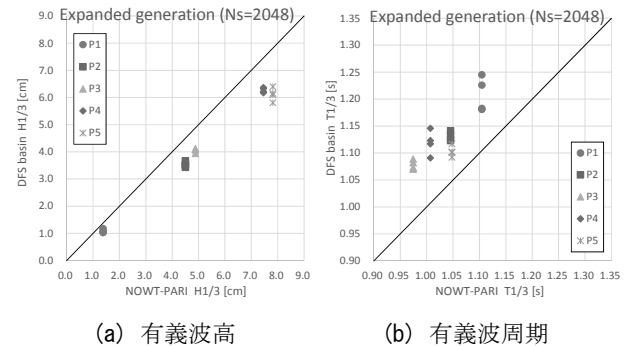 Expanded generation (Ns=2048)
9.0
8.0
7.0
6.0
5.0
4.0
3.0
2.0
1.0
0.0
DFS basin H1/3 [cm]
P1
P2
P3
P4
P5
0.0 1.0 2.0 3.0 4.0 5.0 6.0 7.0 8.0 9.0
NOWT-PARI H1/3 [cm]
(a) 有義波高
Expanded generation (Ns=2048)
1.35
1.30
1.25
1.20
1.15
1.10
1.05
1.00
0.95
0.90
DFS basin T1/3 [s]
P1
P2
P3
P4
P5
0.90 0.95 1.00 1.05 1.10 1.15 1.20 1.25 1.30 1.35
NOWT-PARI T1/3 [s]
(b) 有義波周期